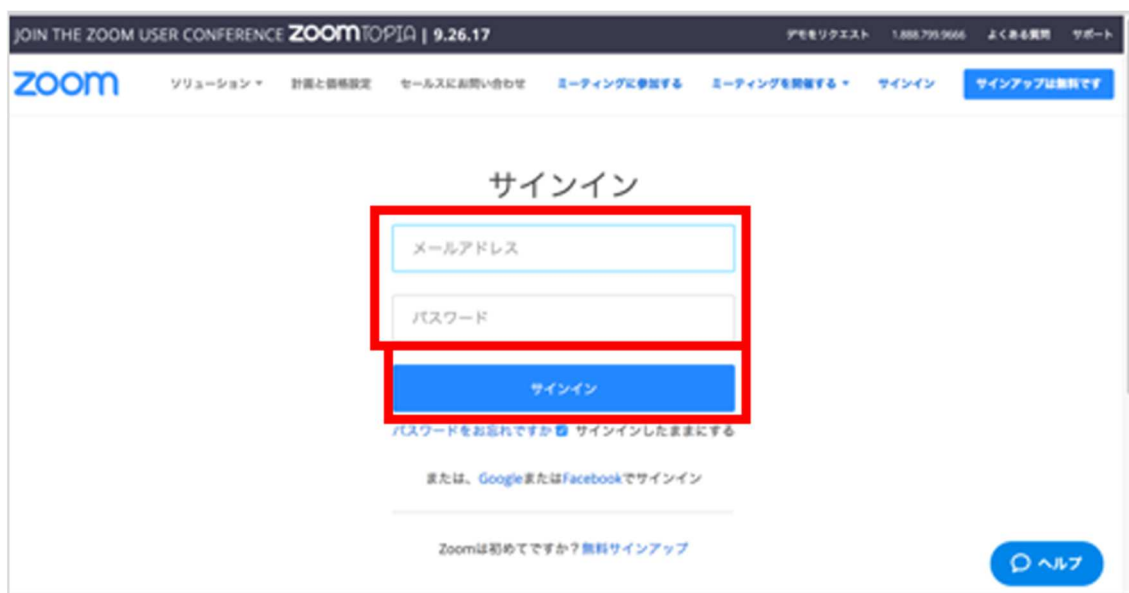 JOIN THE ZOOM USER CONFERENCE ZOOMTOPIA | 9.26.17 デモをリクエスト 1.888.799.9666 よくある質問 サポート
zoom ソリューション 計画と価格設定 セールスにお問い合わせ ミーティングに参加する ミーティングを開催する サインイン サインアップは無料です
サインイン
メールアドレス
パスワード
サインイン
パスワードをお忘れですか サインインしたままにする
または、GoogleまたはFacebookでサインイン
Zoomは初めてですか？無料サインアップ
ヘルプ